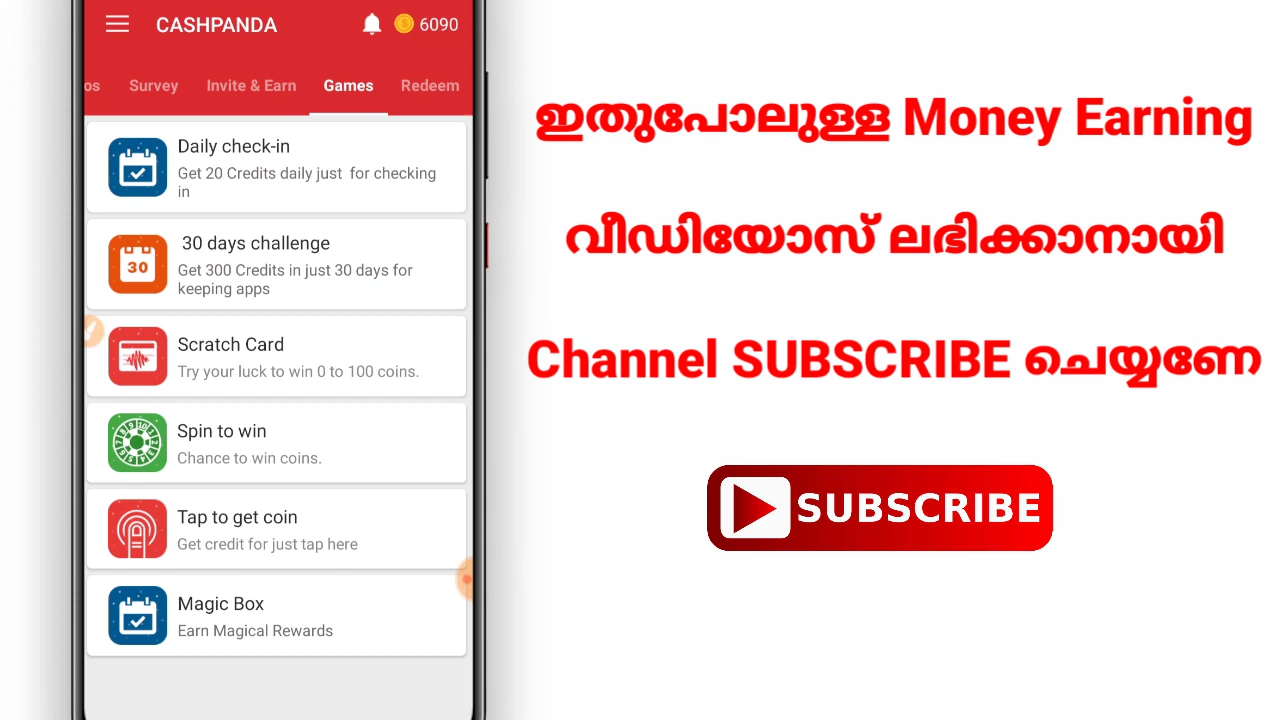 CASHPANDA
6090
os
Survey
Invite & Earn
Games
Redeem
Daily check-in
Get 20 Credits daily just for checking
in
30 days challenge
Get 300 Credits in just 30 days for
keeping apps
Scratch Card
Try your luck to win 0 to 100 coins.
Spin to win
Chance to win coins.
Tap to get coin
Get credit for just tap here
Magic Box
Earn Magical Rewards
ഇതുപോലുള്ള Money Earning
വീഡിയോസ് ലഭിക്കാനായി
Channel SUBSCRIBE ചെയ്യണേ
SUBSCRIBE